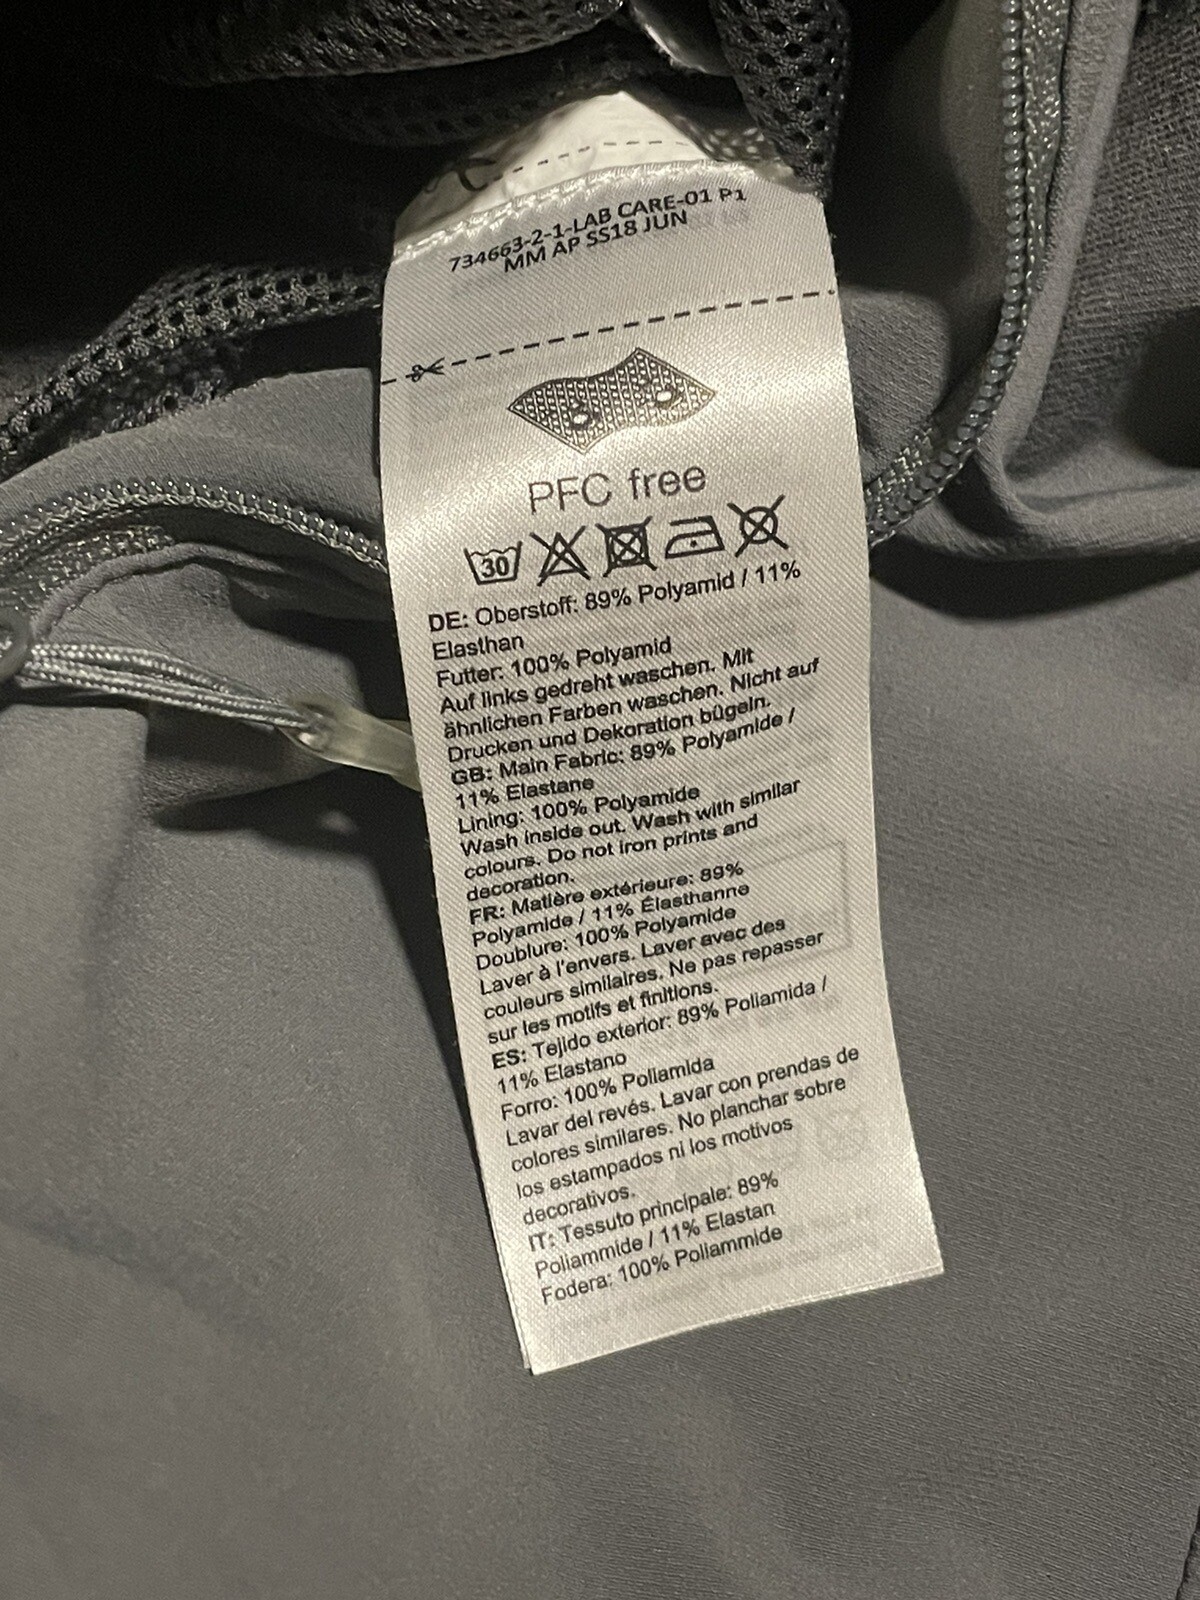 734663-2-1-LAB CARE-01 P1
MM AP SS18 JUN
PFC free
30
DE: Oberstoff: 89% Polyamid / 11%
Elasthan
Futter: 100% Polyamid
Auf links gedreht waschen. Mit
ähnlichen Farben waschen. Nicht auf
Drucken und Dekoration bügeln.
GB: Main Fabric: 89% Polyamide /
11% Elastane
Lining: 100% Polyamide
Wash inside out. Wash with similar
colours. Do not iron prints and
decoration.
FR: Matière extérieure: 89%
Polyamide / 11% Élasthanne
Doublure: 100% Polyamide
Laver à l'envers. Laver avec des
couleurs similaires. Ne pas repasser
sur les motifs et finitions.
ES: Tejido exterior: 89% Poliamida /
11% Elastano
Forro: 100% Poliamida
Lavar del revés. Lavar con prendas de
colores similares. No planchar sobre
los estampados ni los motivos
decorativos.
IT: Tessuto principale: 89%
Poliammide / 11% Elastan
Fodera: 100% Poliammide